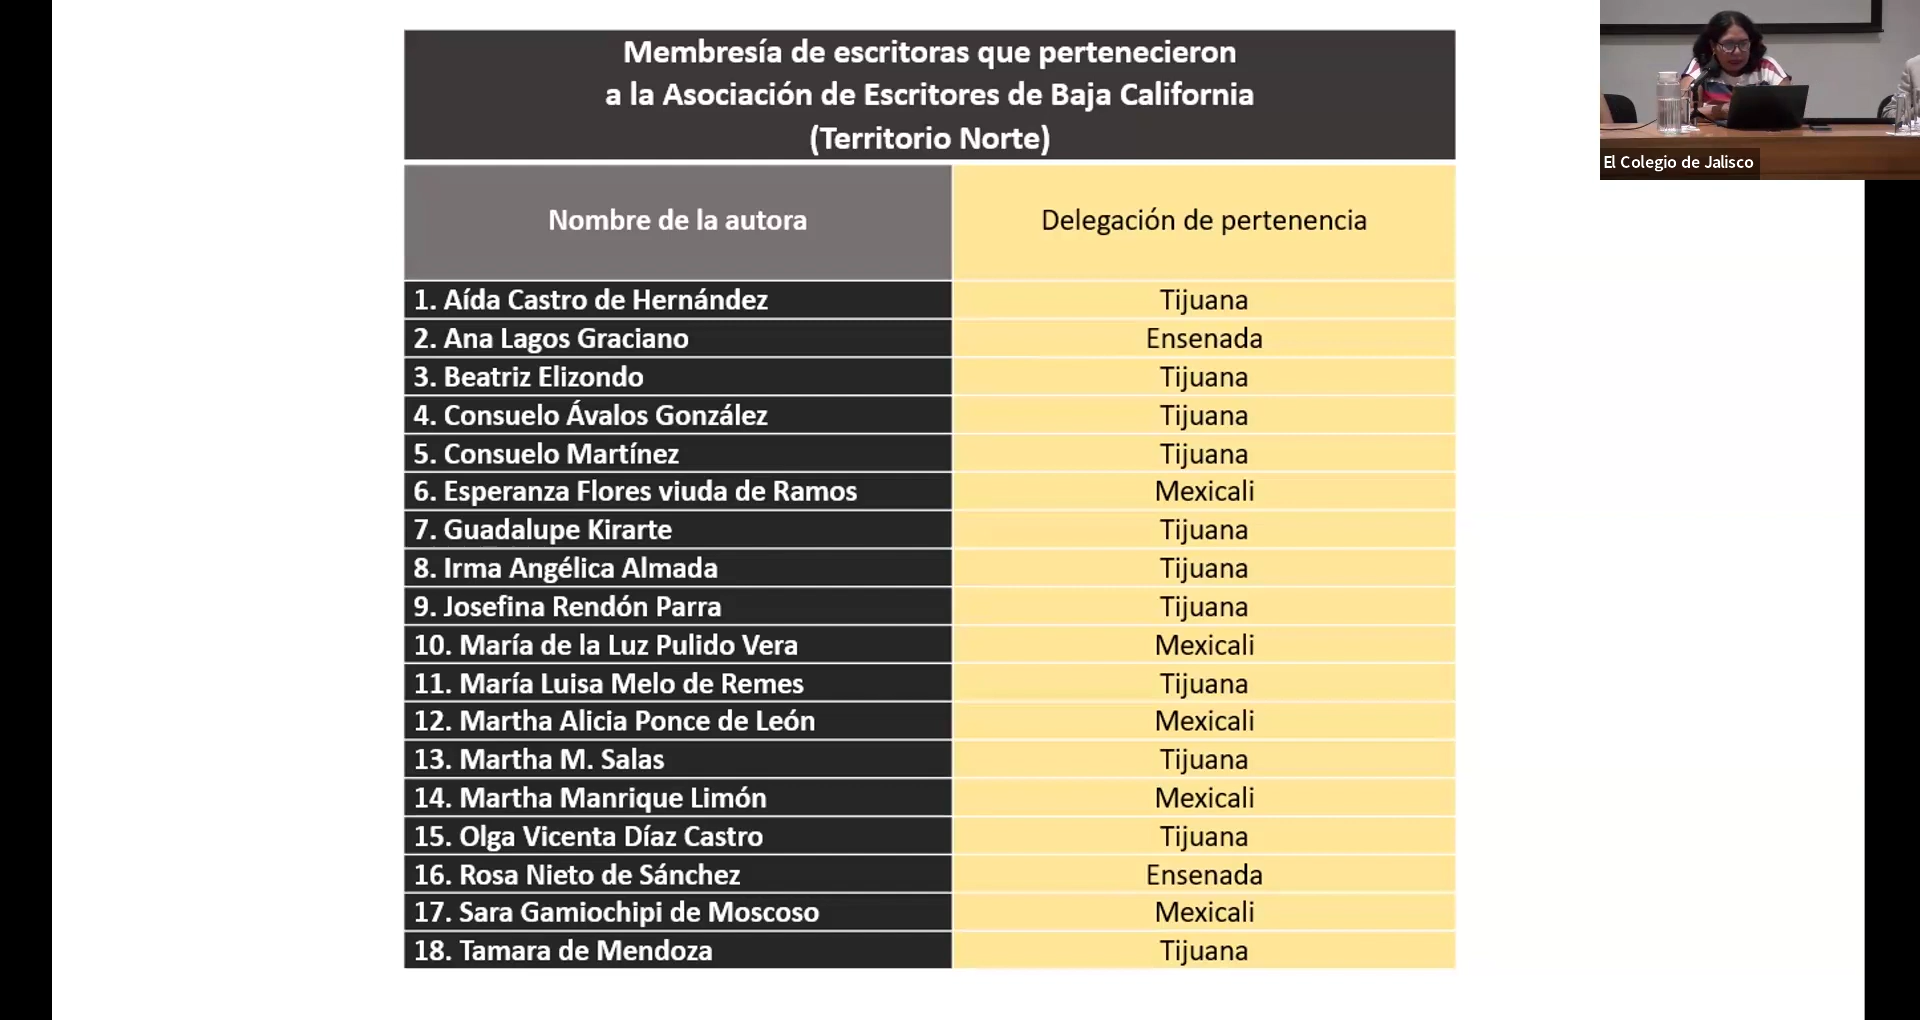 Membresía de escritoras que pertenecieron
a la Asociación de Escritores de Baja California
(Territorio Norte)
Nombre de la autora
Delegación de pertenencia
1. Aída Castro de Hernández
Tijuana
2. Ana Lagos Graciano
Ensenada
3. Beatriz Elizondo
Tijuana
4. Consuelo Ávalos González
Tijuana
5. Consuelo Martínez
Tijuana
6. Esperanza Flores viuda de Ramos
Mexicali
7. Guadalupe Kirarte
Tijuana
8. Irma Angélica Almada
Tijuana
9. Josefina Rendón Parra
Tijuana
10. María de la Luz Pulido Vera
Mexicali
11. María Luisa Melo de Remes
Tijuana
12. Martha Alicia Ponce de León
Mexicali
13. Martha M. Salas
Tijuana
14. Martha Manrique Limón
Mexicali
15. Olga Vicenta Díaz Castro
Tijuana
16. Rosa Nieto de Sánchez
Ensenada
17. Sara Gamiochipi de Moscoso
Mexicali
18. Tamara de Mendoza
Tijuana
El Colegio de Jalisco